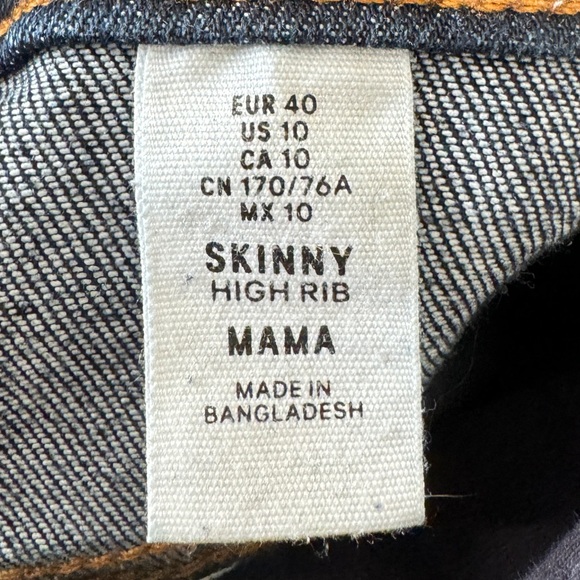 EUR 40
US 10
CA 10
CN 170/76A
MX 10
SKINNY
HIGH RIB
MAMA
MADE IN
BANGLADESH